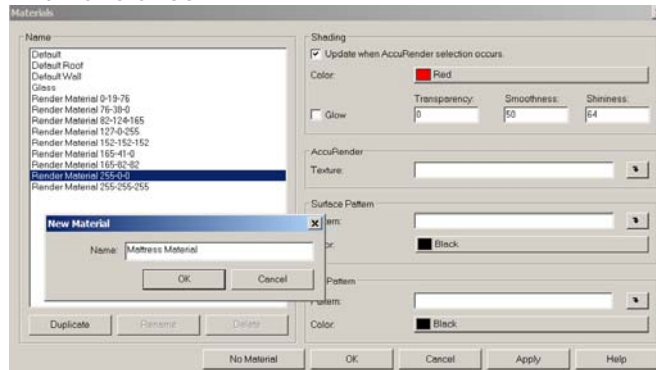 Materials
Name
Default
Default Roof
Default Wall
Glass
Render Material 0-19-76
Render Material 76-38-0
Render Material 82-124-165
Render Material 127-0-255
Render Material 152-152-152
Render Material 165-41-0
Render Material 165-82-82
Render Material 255-0-0
Render Material 255-255-255
New Material
Name: Mattress Material
OK Cancel
Duplicate Rename Delete
Shading
Update when AccuRender selection occurs.
Color: Red
Transparency: Smoothness: Shininess:
Glow 0 50 64
AccuRender
Texture:
Surface Pattern
Black
Pattern
Pattern:
Color: Black
No Material OK Cancel Apply Help